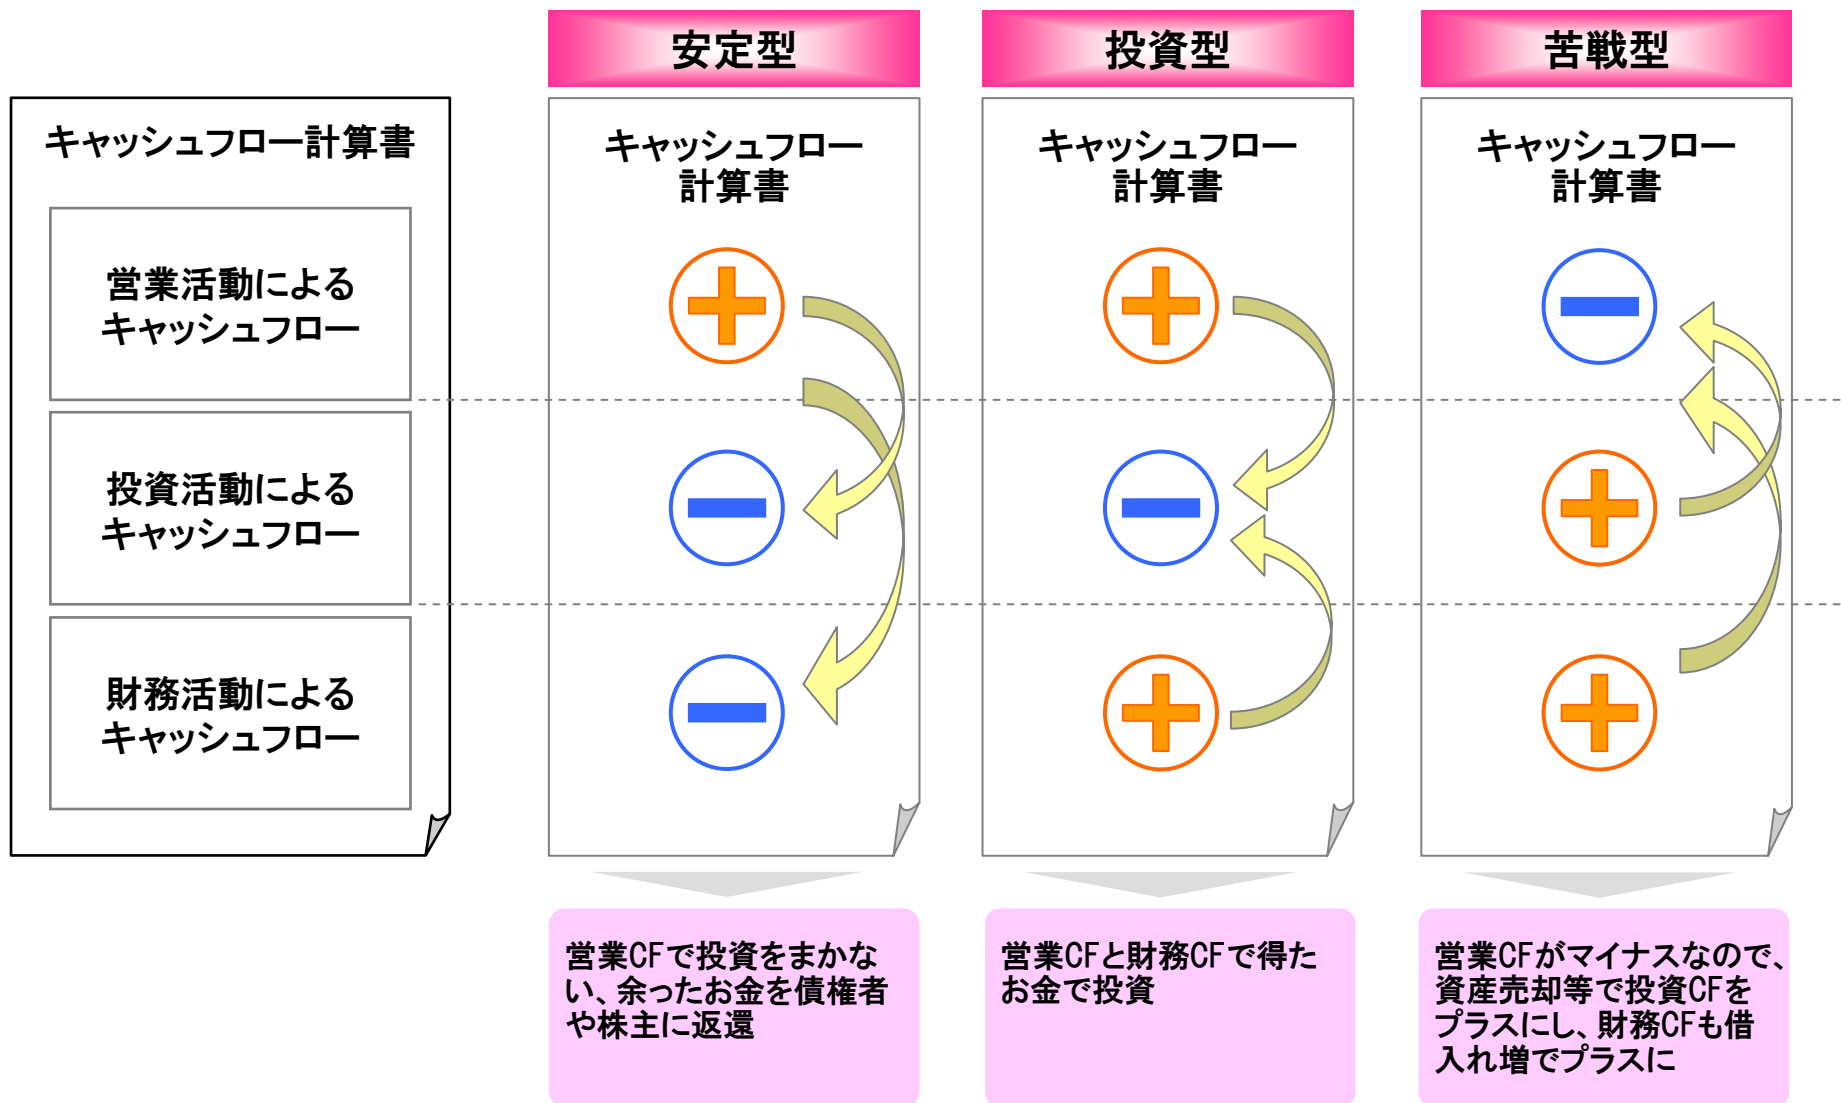 安定型
投資型
苦戦型
キャッシュフロー計算書
営業活動による
キャッシュフロー
投資活動による
キャッシュフロー
財務活動による
キャッシュフロー
キャッシュフロー
計算書
キャッシュフロー
計算書
キャッシュフロー
計算書
営業CFで投資をまかな
い、余ったお金を債権者
や株主に返還
営業CFと財務CFで得た
お金で投資
営業CFがマイナスなので、
資産売却等で投資CFを
プラスにし、財務CFも借
入れ増でプラスに